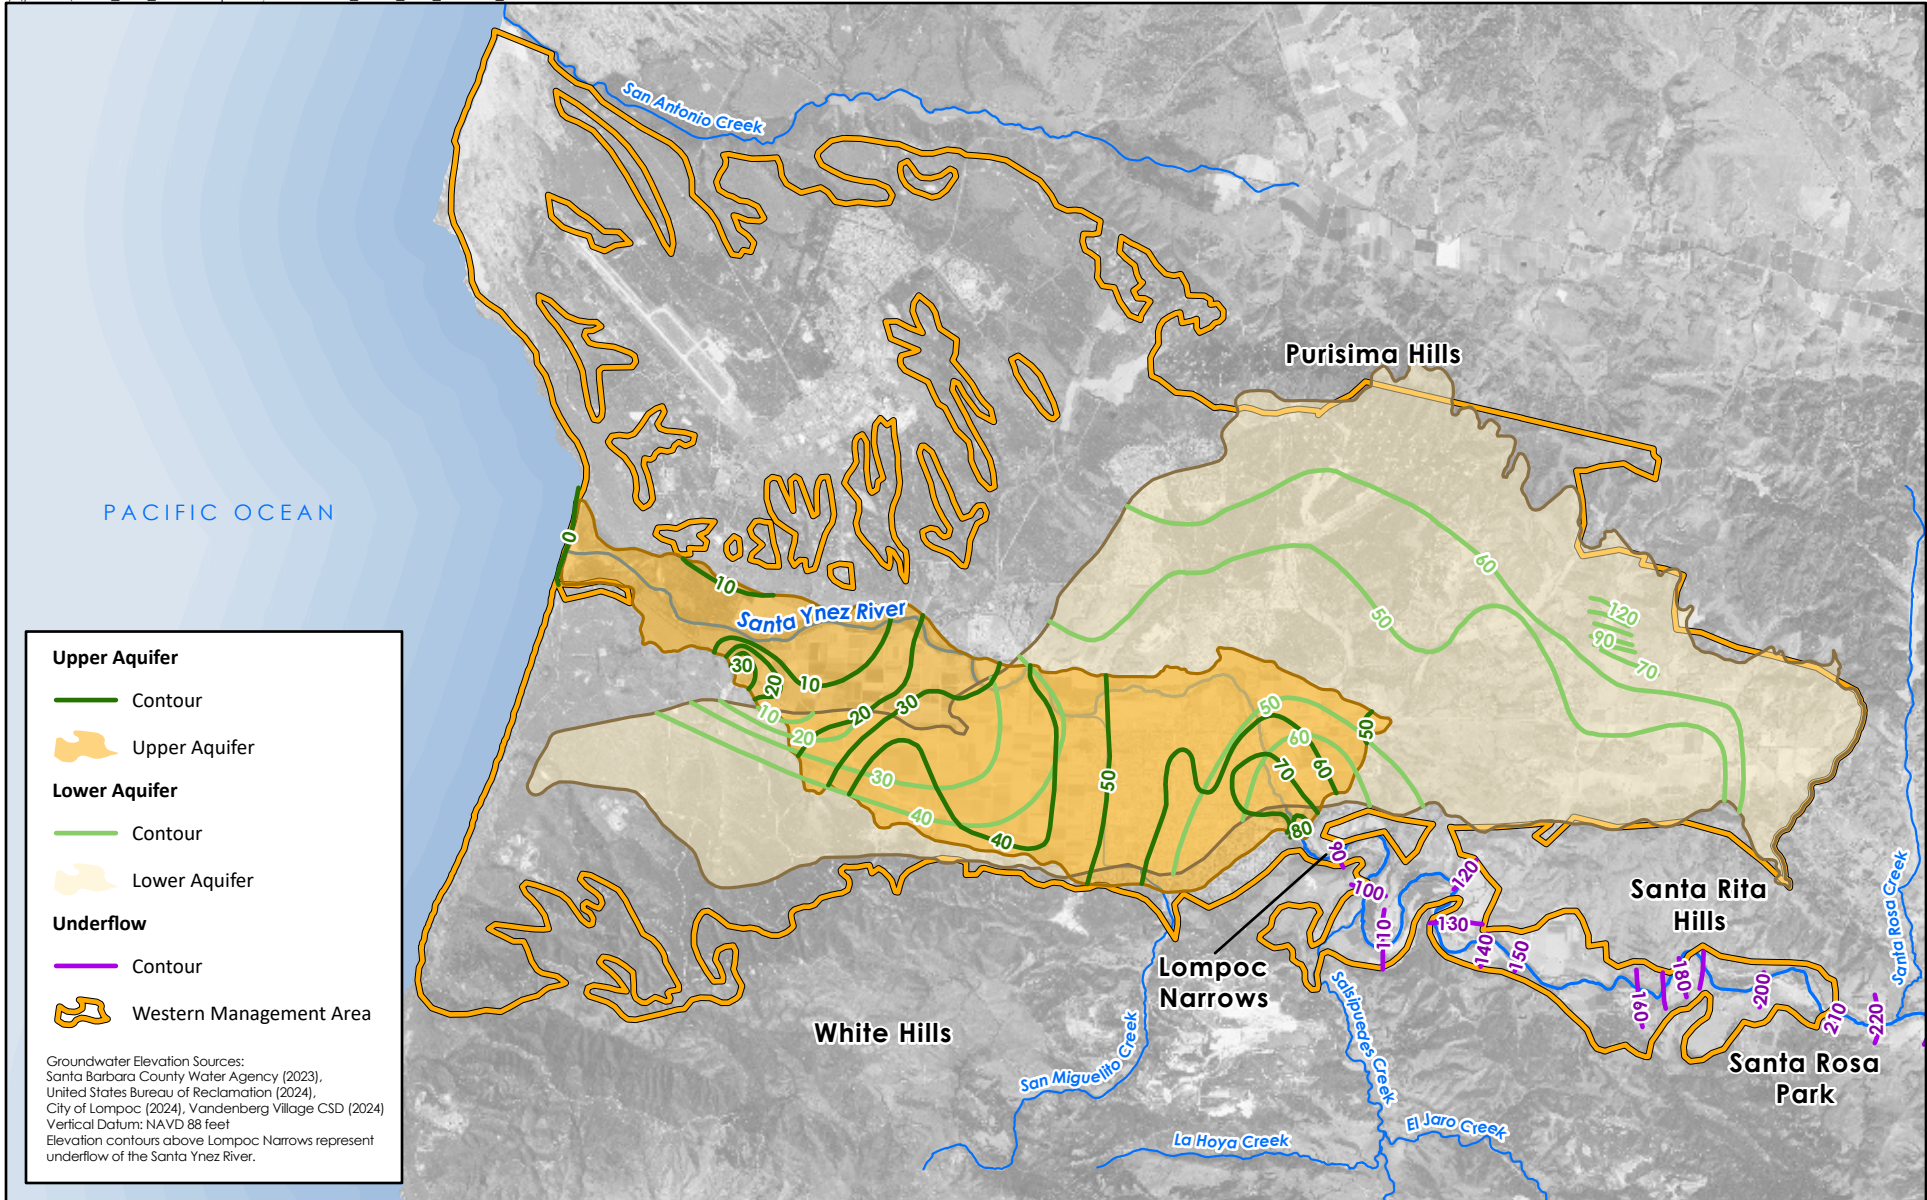 San Antonio Creek
Purisima Hills
PACIFIC OCEAN
0
10
Santa Ynez River
60
50
120
90
70
30
20
10
10
20
30
20
30
40
40
50
50
60
70
60
50
80
90
100
110
120
130
140
150
160
180
200
210
220
Santa Rita
Hills
Santa Rosa Creek
Lompoc
Narrows
Salsipuedes Creek
White Hills
San Miguelito Creek
Santa Rosa
Park
La Hoya Creek
El Jaro Creek
Upper Aquifer
Contour
Upper Aquifer
Lower Aquifer
Contour
Lower Aquifer
Underflow
Contour
Western Management Area
Groundwater Elevation Sources:
Santa Barbara County Water Agency (2023),
United States Bureau of Reclamation (2024),
City of Lompoc (2024), Vandenberg Village CSD (2024)
Vertical Datum: NAVD 88 feet
Elevation contours above Lompoc Narrows represent
underflow of the Santa Ynez River.